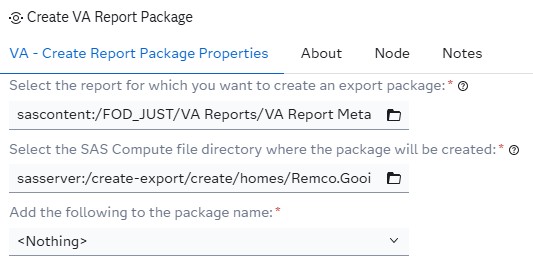 Create VA Report Package
VA - Create Report Package Properties About Node Notes
Select the report for which you want to create an export package:*
sascontent:/FOD_JUST/VA Reports/VA Report Meta
Select the SAS Compute file directory where the package will be created:*
sasserver:/create-export/create/homes/Remco.Gooi
Add the following to the package name:*
<Nothing>